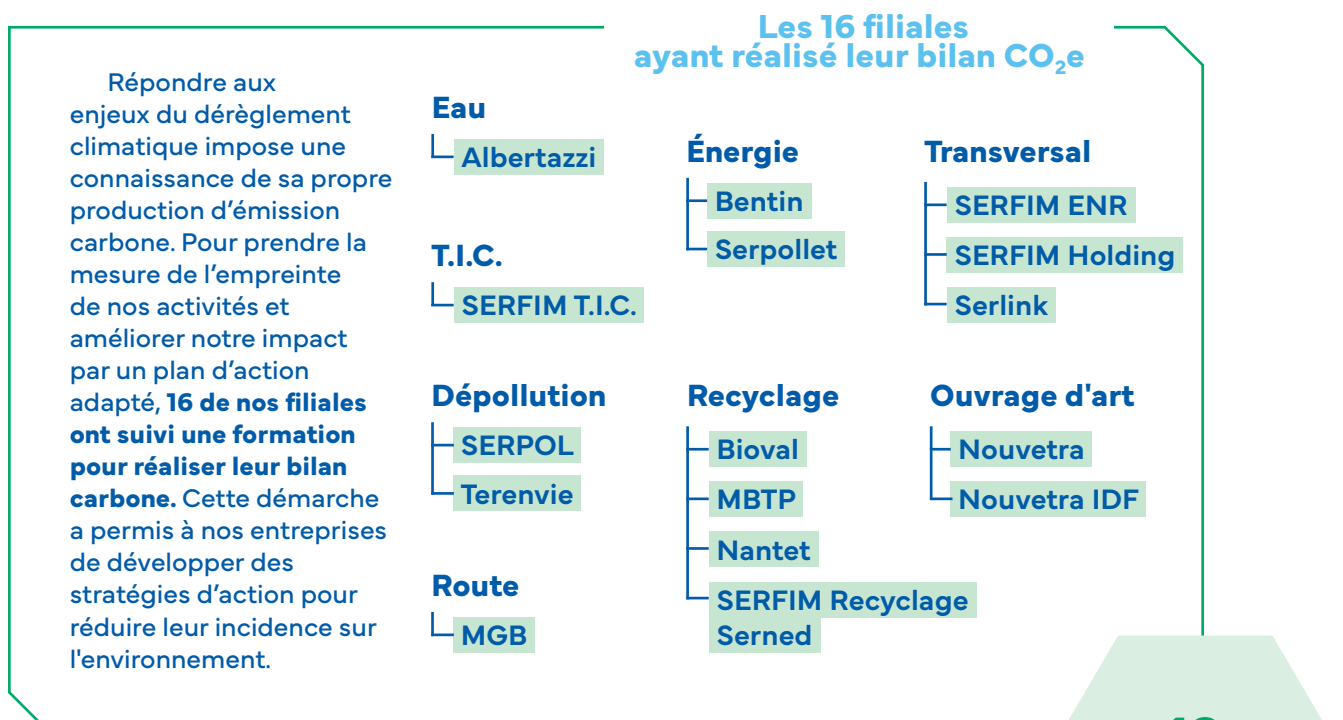 Les 16 filiales
ayant réalisé leur bilan CO₂e
Répondre aux
enjeux du dérèglement
climatique impose une
connaissance de sa propre
production d’émission
carbone. Pour prendre la
mesure de l’empreinte
de nos activités et
améliorer notre impact
par un plan d’action
adapté, 16 de nos filiales
ont suivi une formation
pour réaliser leur bilan
carbone. Cette démarche
a permis à nos entreprises
de développer des
stratégies d’action pour
réduire leur incidence sur
l'environnement.
Eau
Albertazzi
T.I.C.
SERFIM T.I.C.
Énergie
Bentin
Serpollet
Transversal
SERFIM ENR
SERFIM Holding
Serlink
Dépollution
SERPOL
Terenvie
Route
MGB
Recyclage
Bioval
MBTP
Nantet
SERFIM Recyclage
Serned
Ouvrage d'art
Nouvetra
Nouvetra IDF